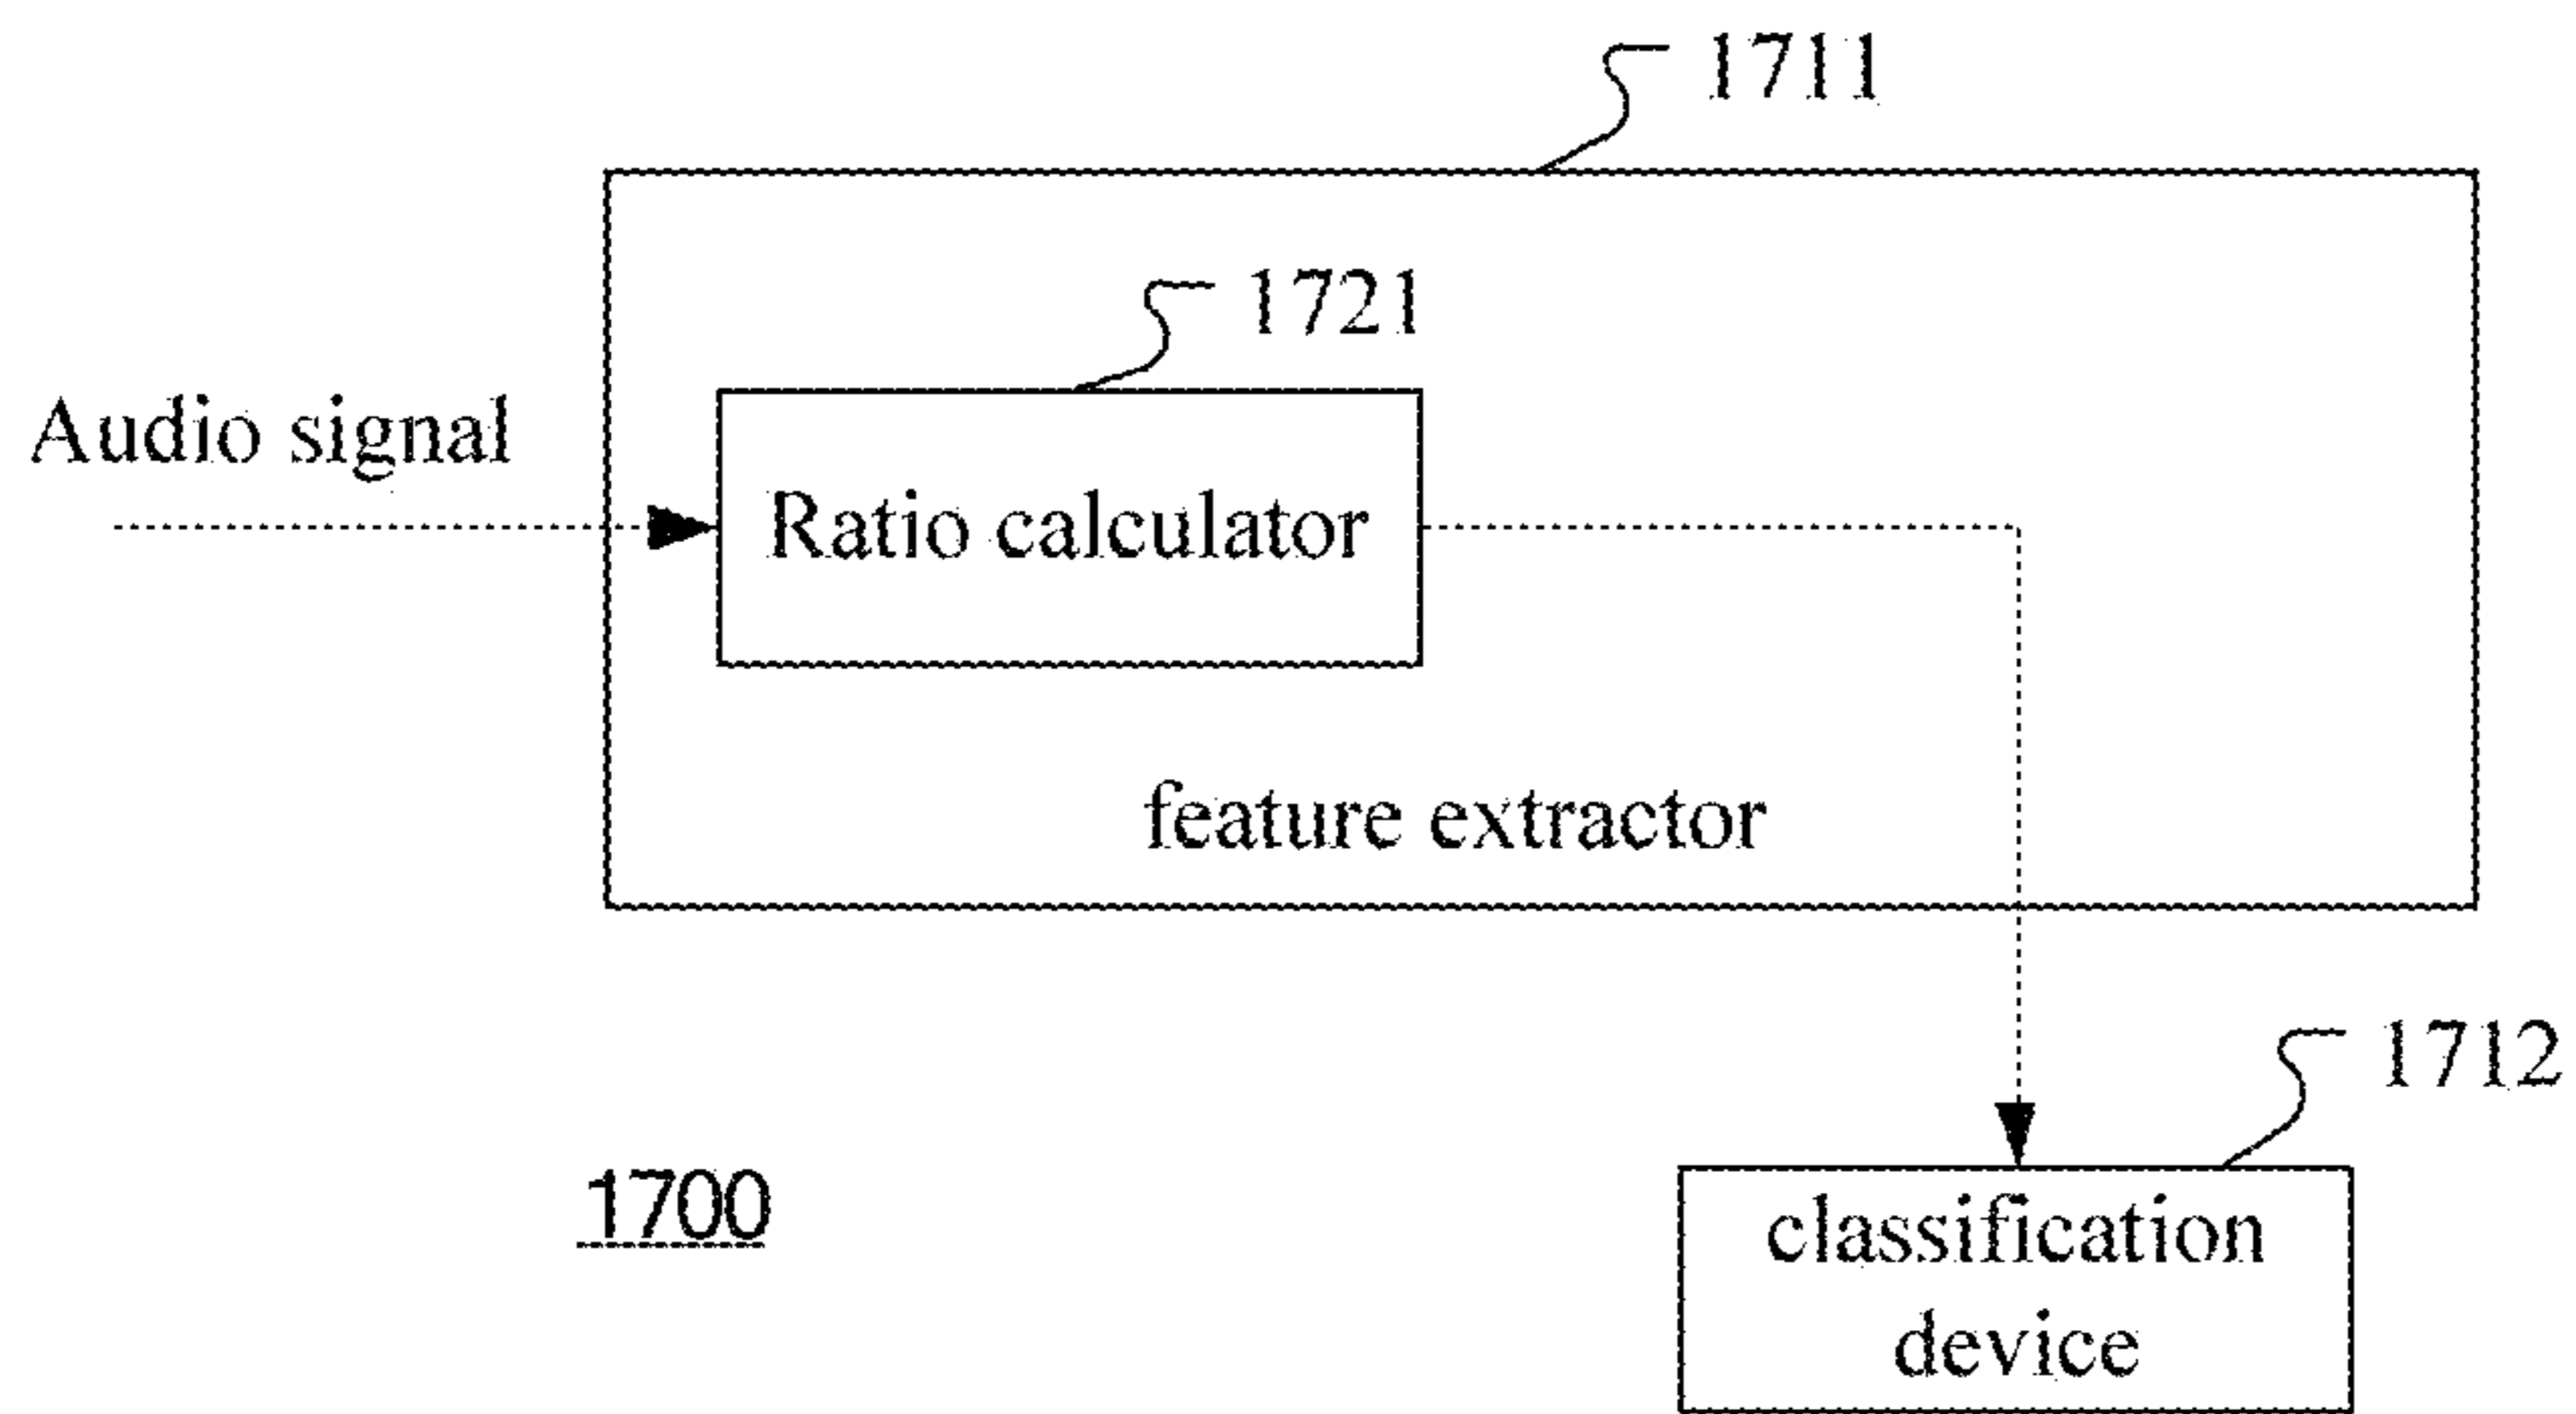 1711
1721
Audio signal
Ratio calculator
feature extractor
1712
1700
classification
device